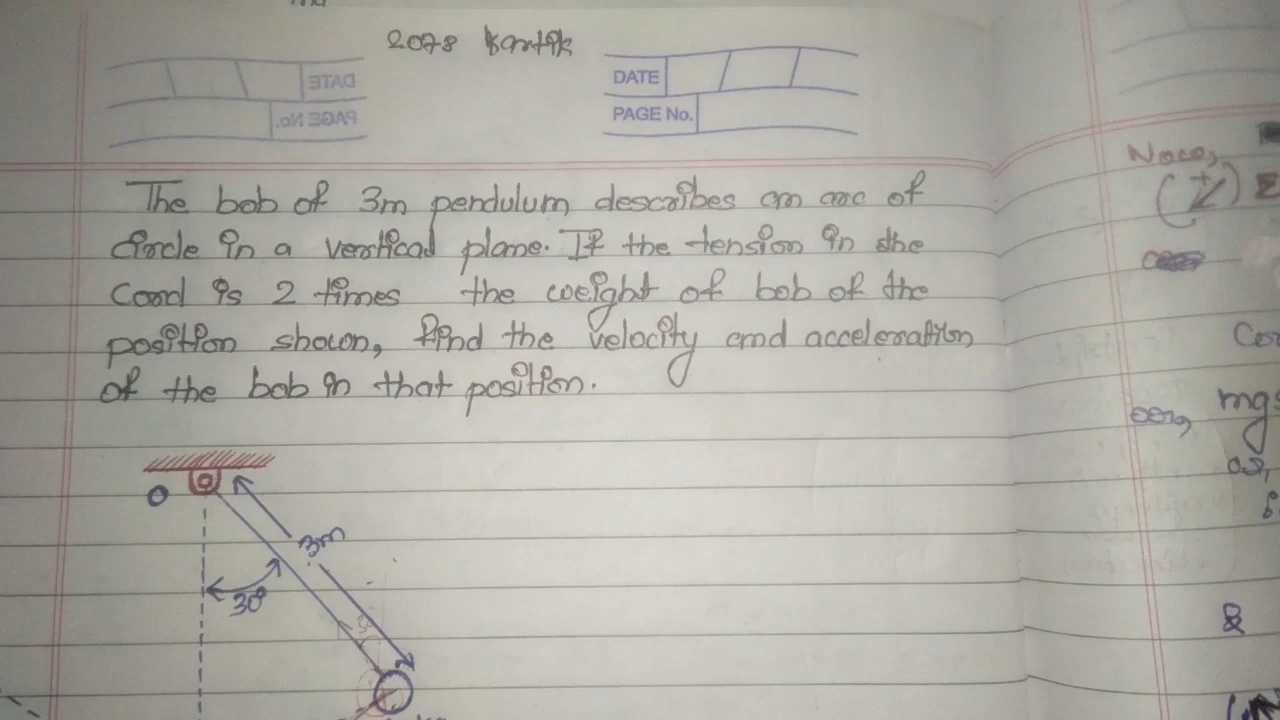 2078 kartik
DATE
PAGE No.
The bob of 3m pendulum describes an arc of
circle in a vertical plane. If the tension in the
cord is 2 times the weight of bob of the
position shown, find the velocity and acceleration
of the bob in that position.
O
3m
30°
or,
mg
&